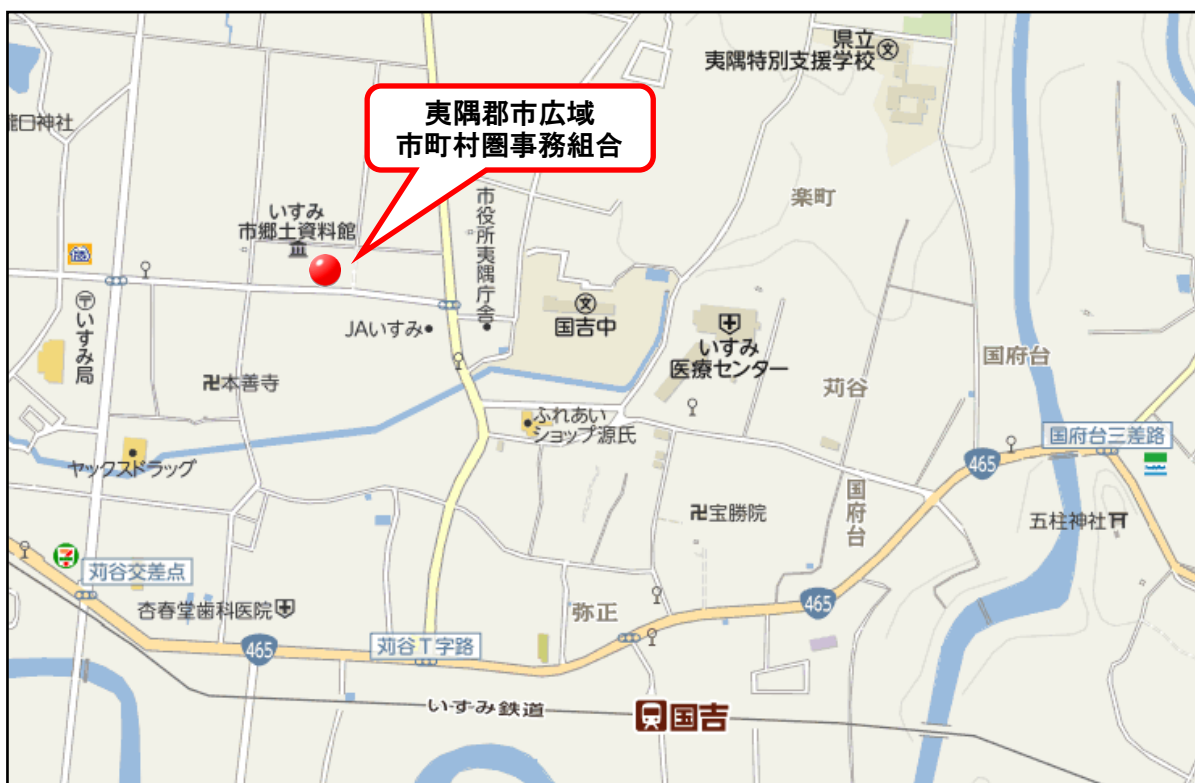 県立
夷隅特別支援学校
夷隅郡市広域
市町村圏事務組合
瀧口神社
楽町
いすみ
市郷土資料館
市役所夷隅庁舎
〒いすみ局
JAいすみ
国吉中
いすみ
医療センター
国府台
苅谷
卍本善寺
ふれあい
ショップ源氏
国府台三差路
465
ヤックスドラッグ
国府台
卍宝勝院
五柱神社
苅谷交差点
杏春堂歯科医院
弥正
465
465
苅谷T字路
いすみ鉄道
国吉